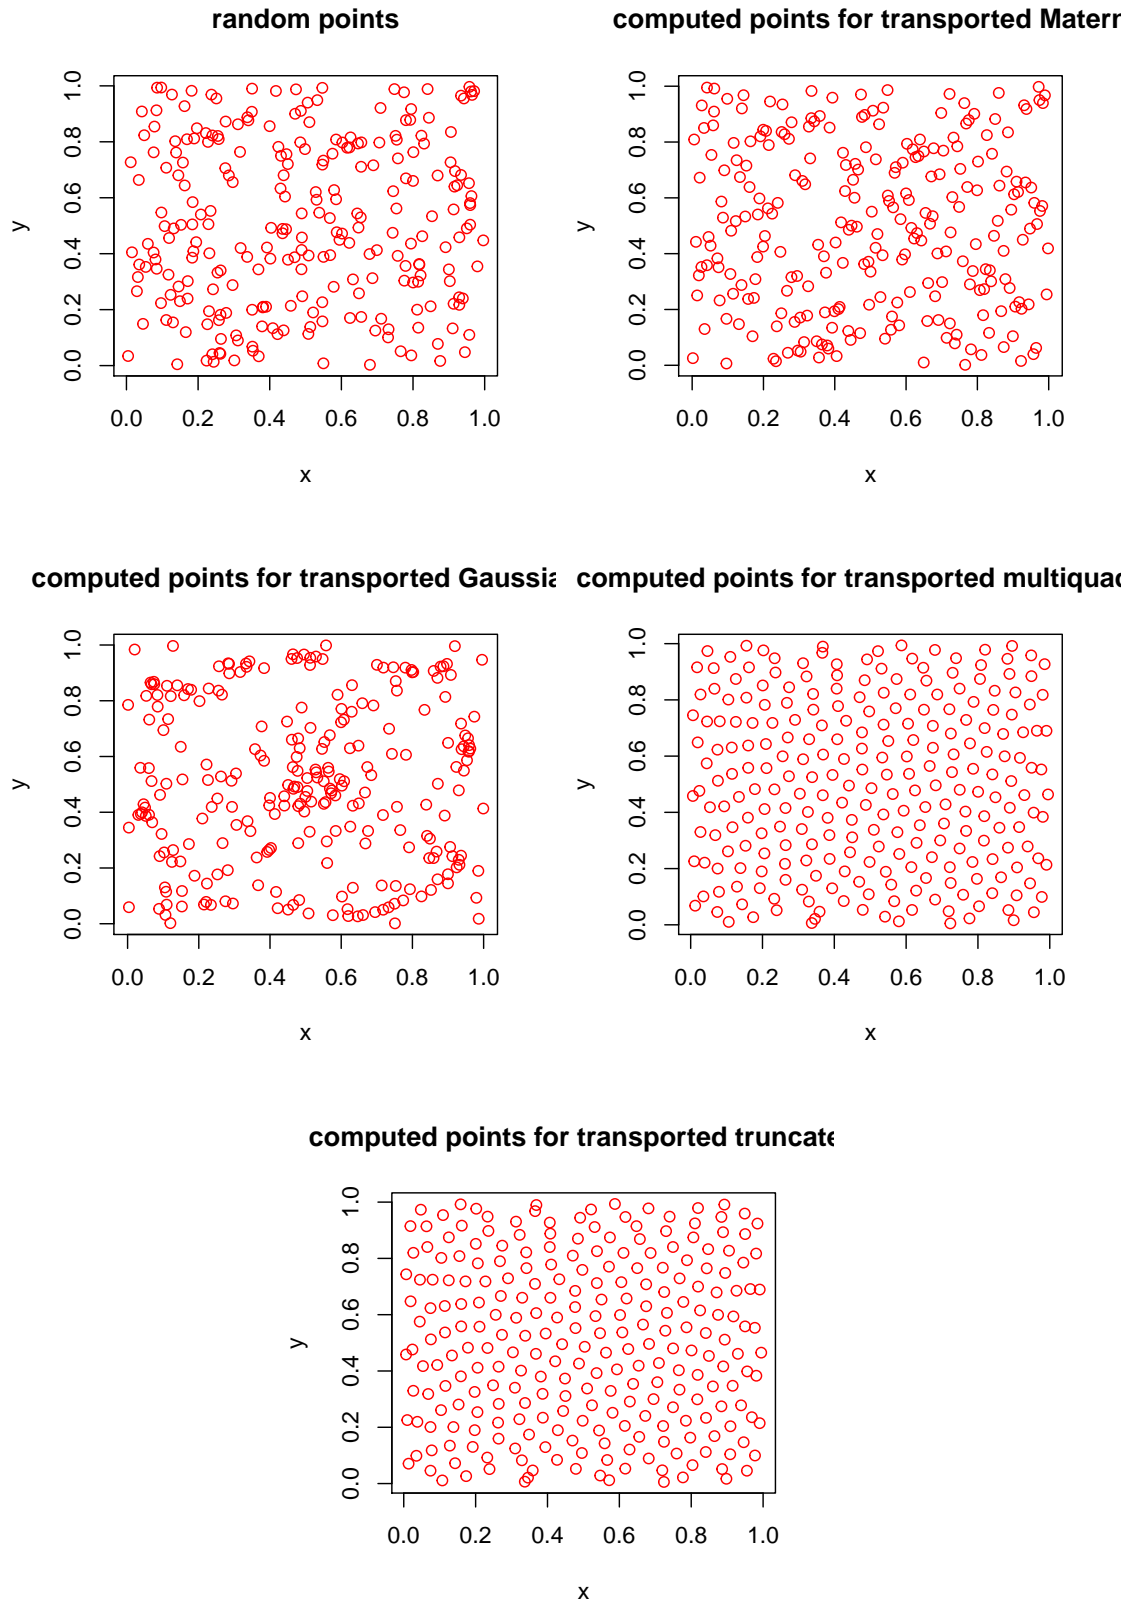 random points
computed points for transported Matern
y
0.0 0.2 0.4 0.6 0.8 1.0
0.0 0.2 0.4 0.6 0.8 1.0
x
y
0.0 0.2 0.4 0.6 0.8 1.0
0.0 0.2 0.4 0.6 0.8 1.0
x
computed points for transported Gaussia
computed points for transported multiquad
y
0.0 0.2 0.4 0.6 0.8 1.0
0.0 0.2 0.4 0.6 0.8 1.0
x
y
0.0 0.2 0.4 0.6 0.8 1.0
0.0 0.2 0.4 0.6 0.8 1.0
x
computed points for transported truncate
y
0.0 0.2 0.4 0.6 0.8 1.0
0.0 0.2 0.4 0.6 0.8 1.0
x